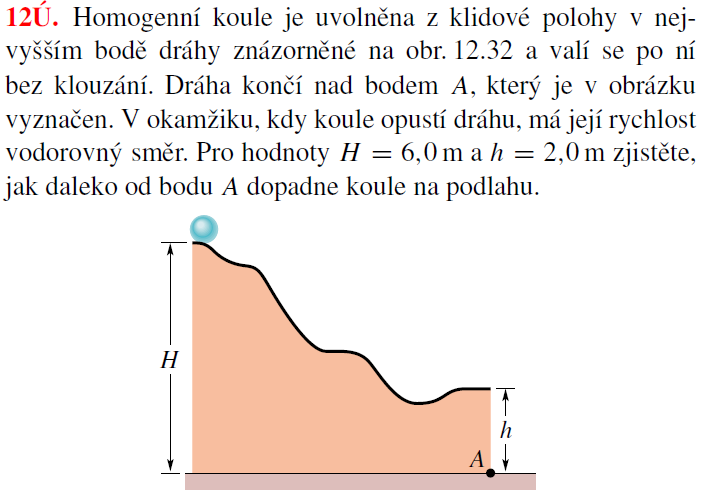 12Ú. Homogenní koule je uvolněna z klidové polohy v nej-
vyšším bodě dráhy znázorněné na obr. 12.32 a valí se po ní
bez klouzání. Dráha končí nad bodem A, který je v obrázku
vyznačen. V okamžiku, kdy koule opustí dráhu, má její rychlost
vodorovný směr. Pro hodnoty H = 6,0 m a h = 2,0 m zjistěte,
jak daleko od bodu A dopadne koule na podlahu.
H
h
A